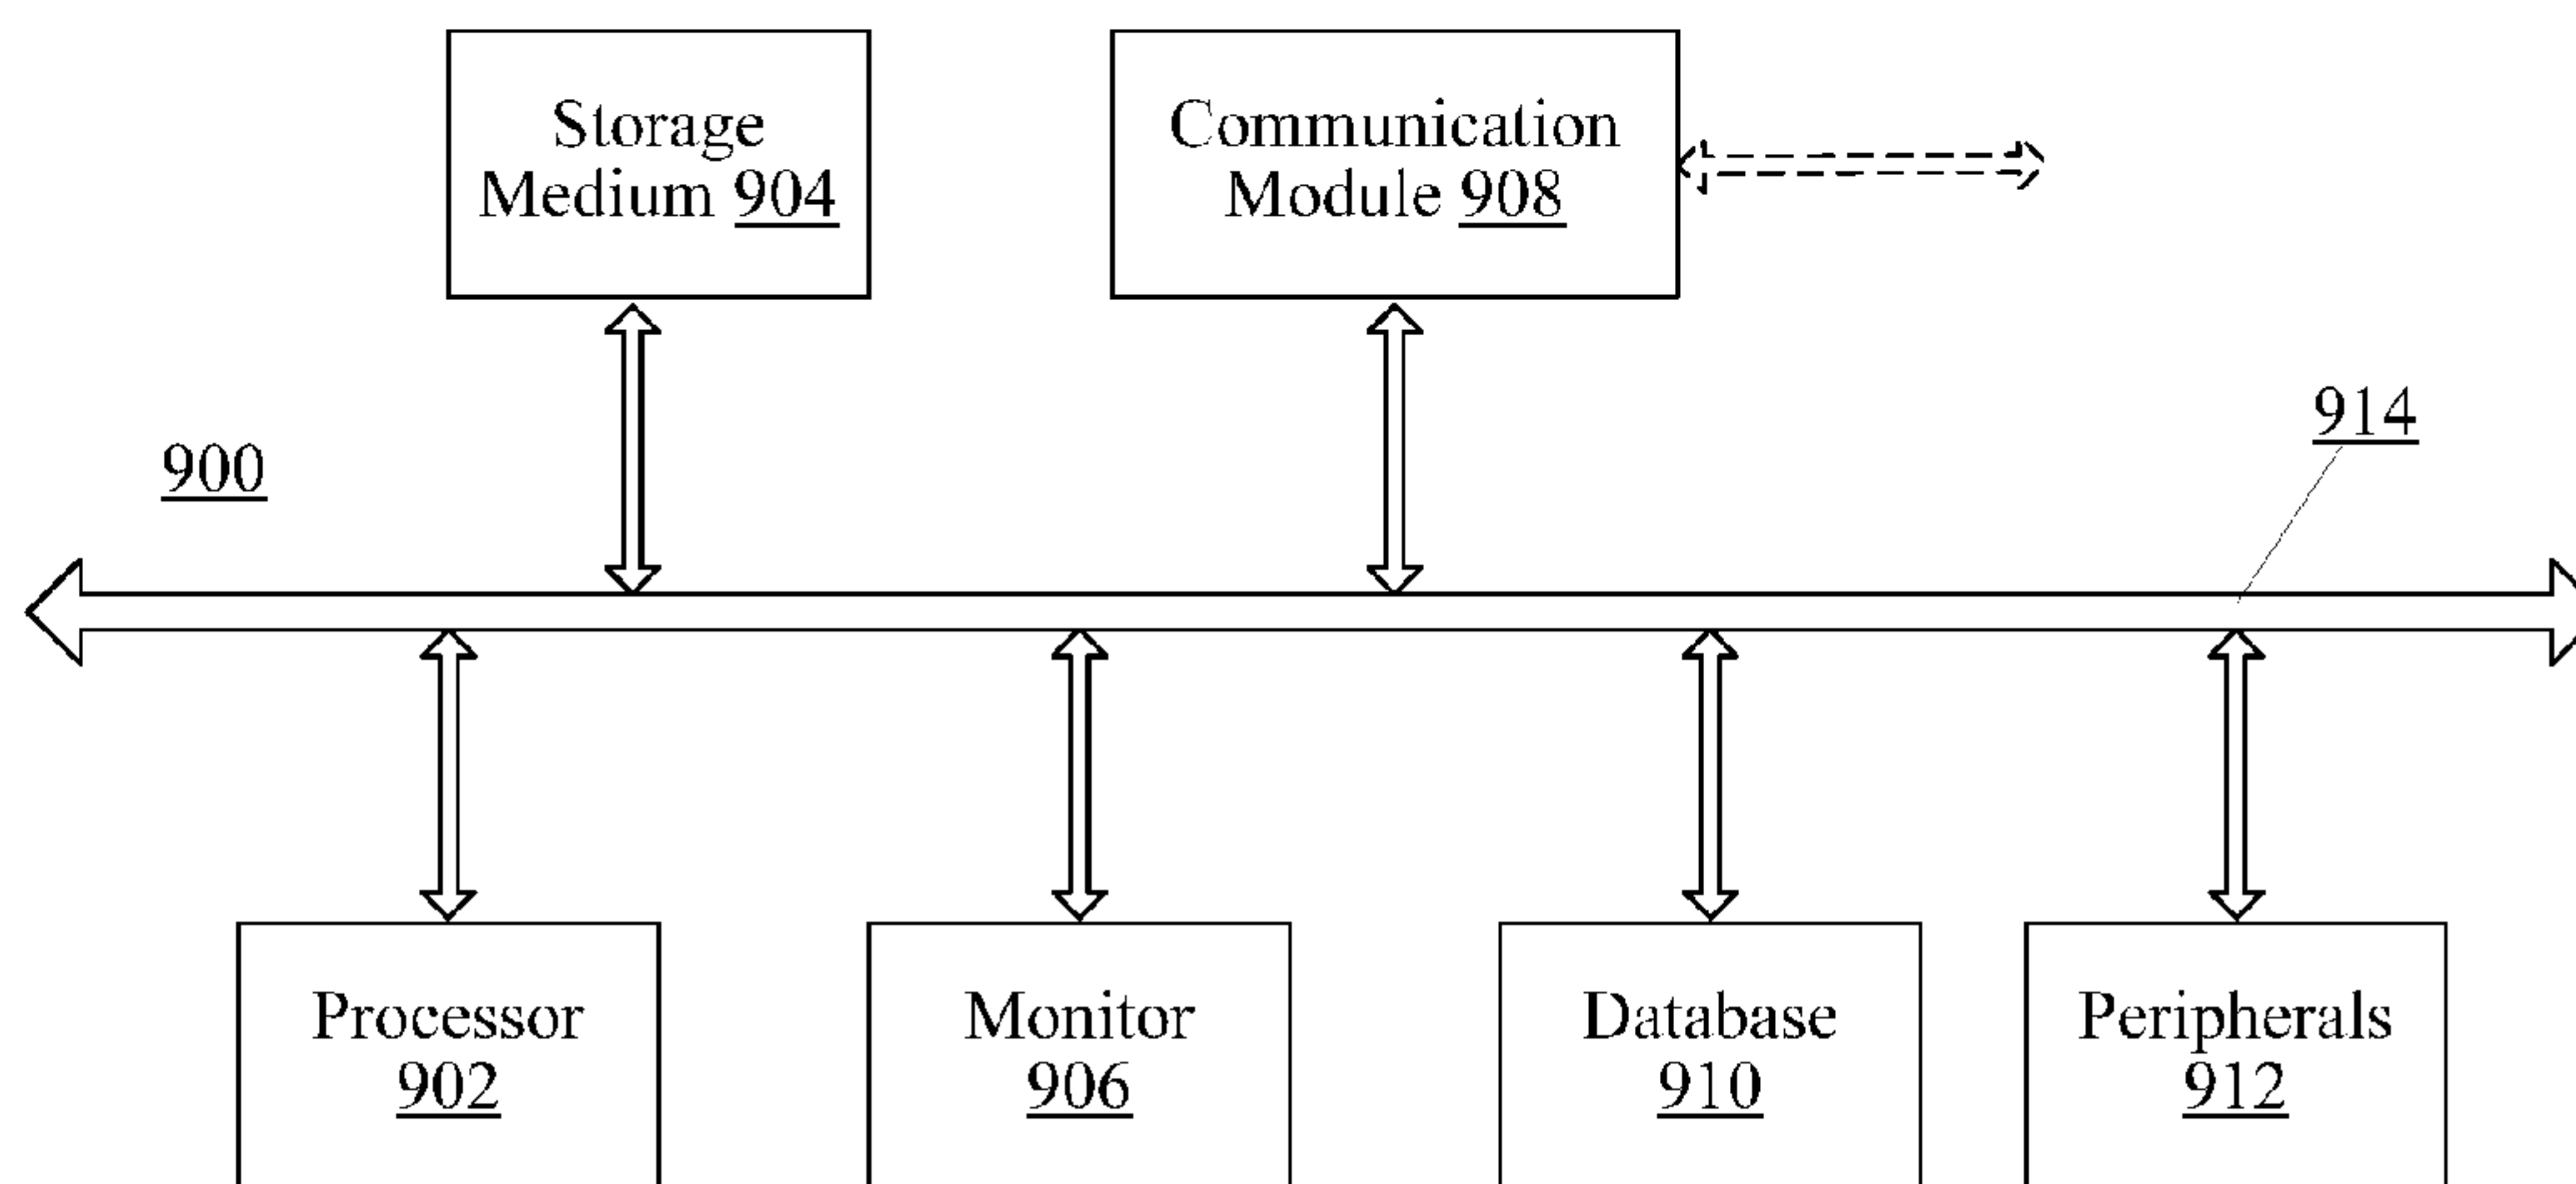 Storage
Medium 904
Communication
Module 908
900
914
Processor
902
Monitor
906
Database
910
Peripherals
912